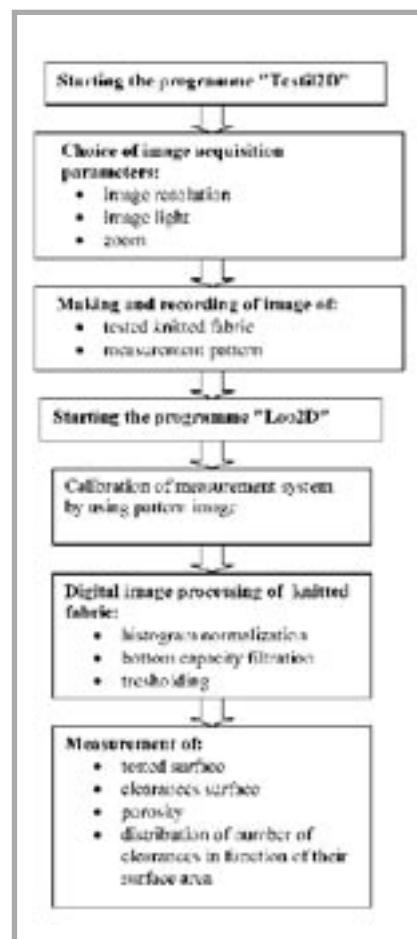 Starting the programme "Testil2D"
Choice of image acquisition
parameters:
• image resolution
• image light
• zoom
Making and recording of image of:
• tested knitted fabric
• measurement pattern
Starting the programme "Loo2D"
Calibration of measurement system
by using pattern image
Digital image processing of knitted
fabric:
• histogram normalization
• bottom capacity filtration
• tresholding
Measurement of:
• tested surface
• clearances surface
• porosity
• distribution of number of
clearances in function of their
surface area